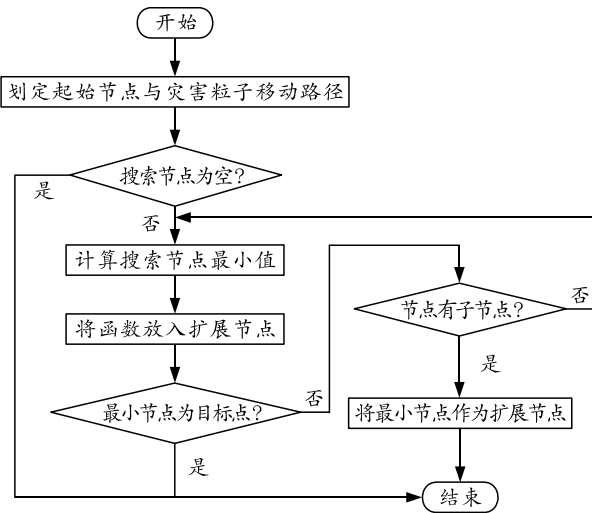 开始
划定起始节点与灾害粒子移动路径
搜索节点为空?
是
否
计算搜索节点最小值
将函数放入扩展节点
最小节点为目标点?
否
是
节点有子节点?
否
是
将最小节点作为扩展节点
结束